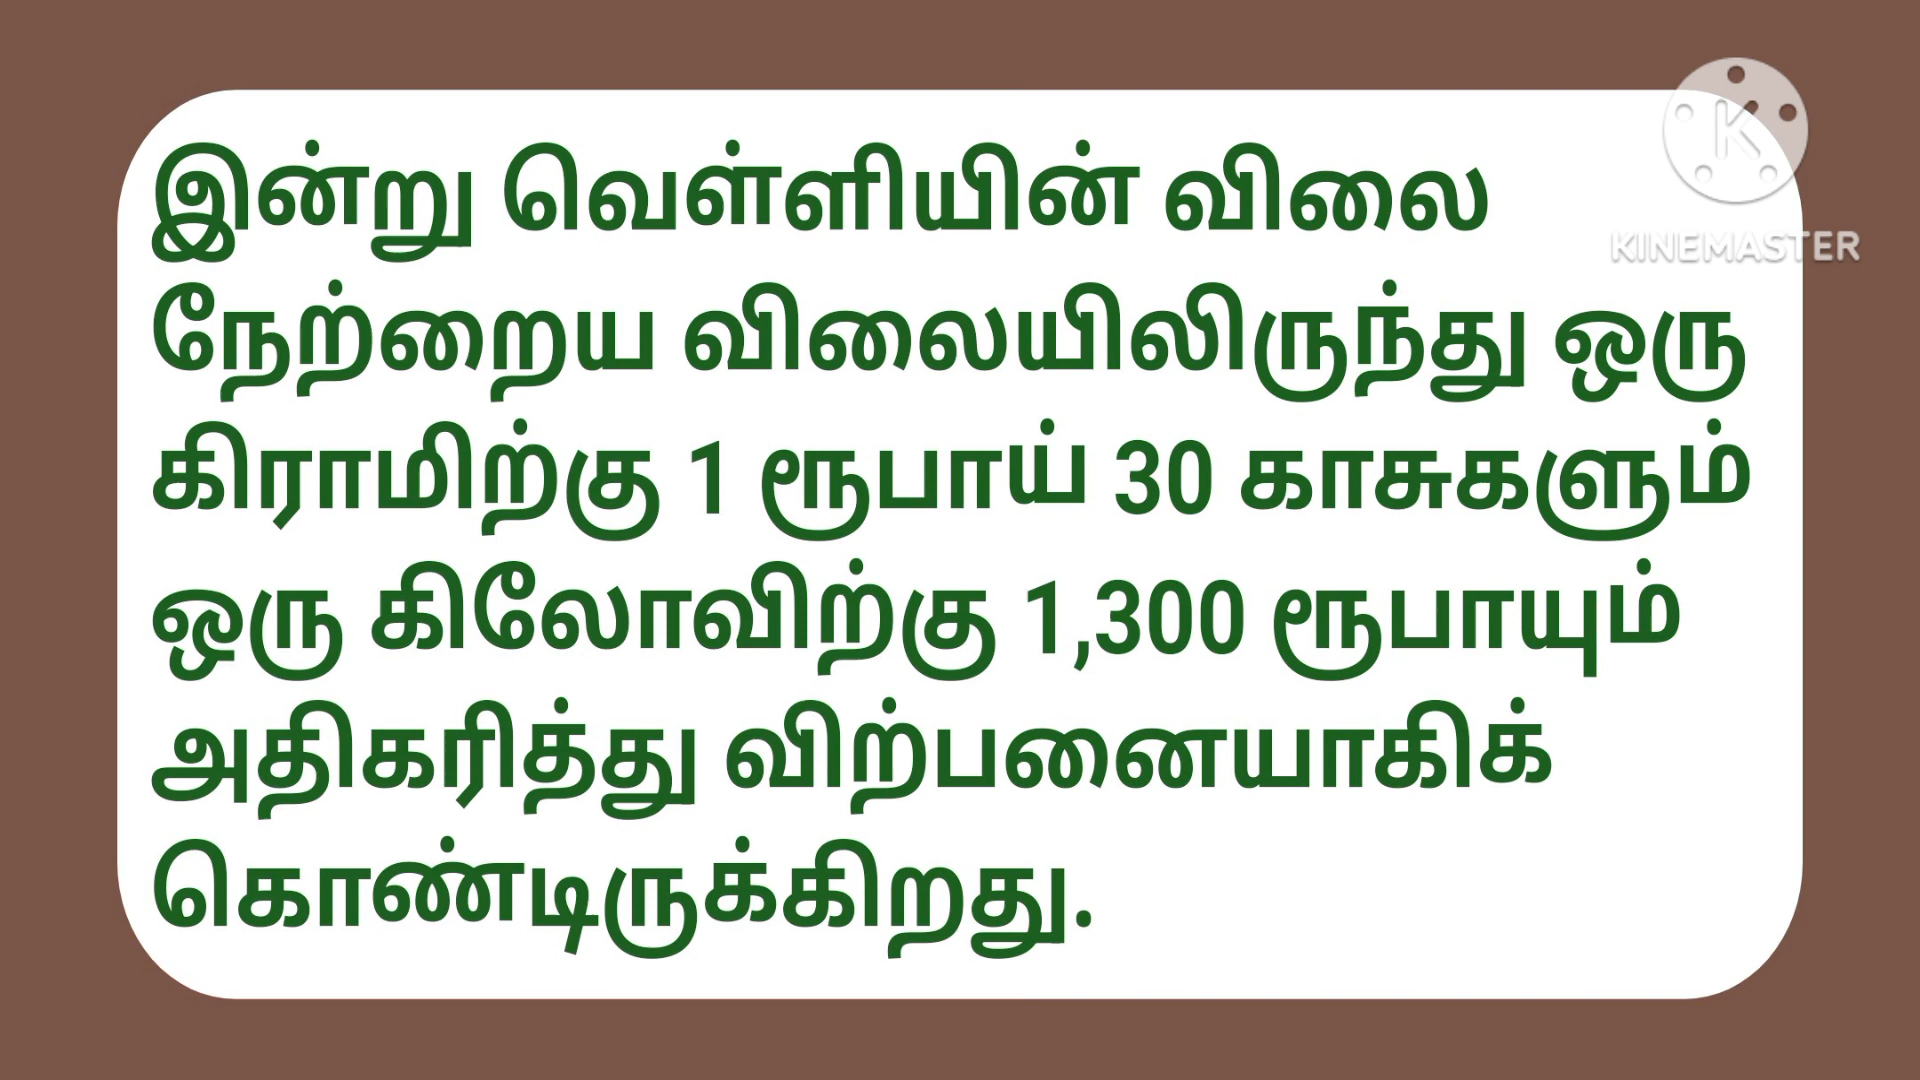 இன்று வெள்ளியின் விலை
நேற்றைய விலையிலிருந்து ஒரு
கிராமிற்கு 1 ரூபாய் 30 காசுகளும்
ஒரு கிலோவிற்கு 1,300 ரூபாயும்
அதிகரித்து விற்பனையாகிக்
கொண்டிருக்கிறது.
KINEMASTER